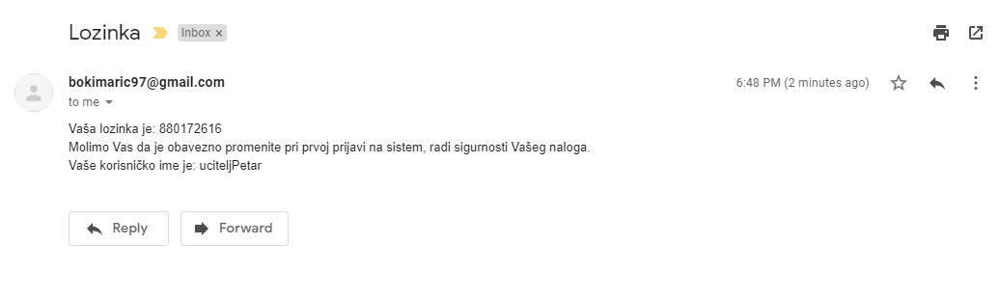 Lozinka Inbox ×
bokimaric97@gmail.com 6:48 PM (2 minutes ago)
to me
Vaša lozinka je: 880172616
Molimo Vas da je obavezno promenite pri prvoj prijavi na sistem, radi sigurnosti Vašeg naloga.
Vaše korisničko ime je: uciteljPetar
Reply Forward